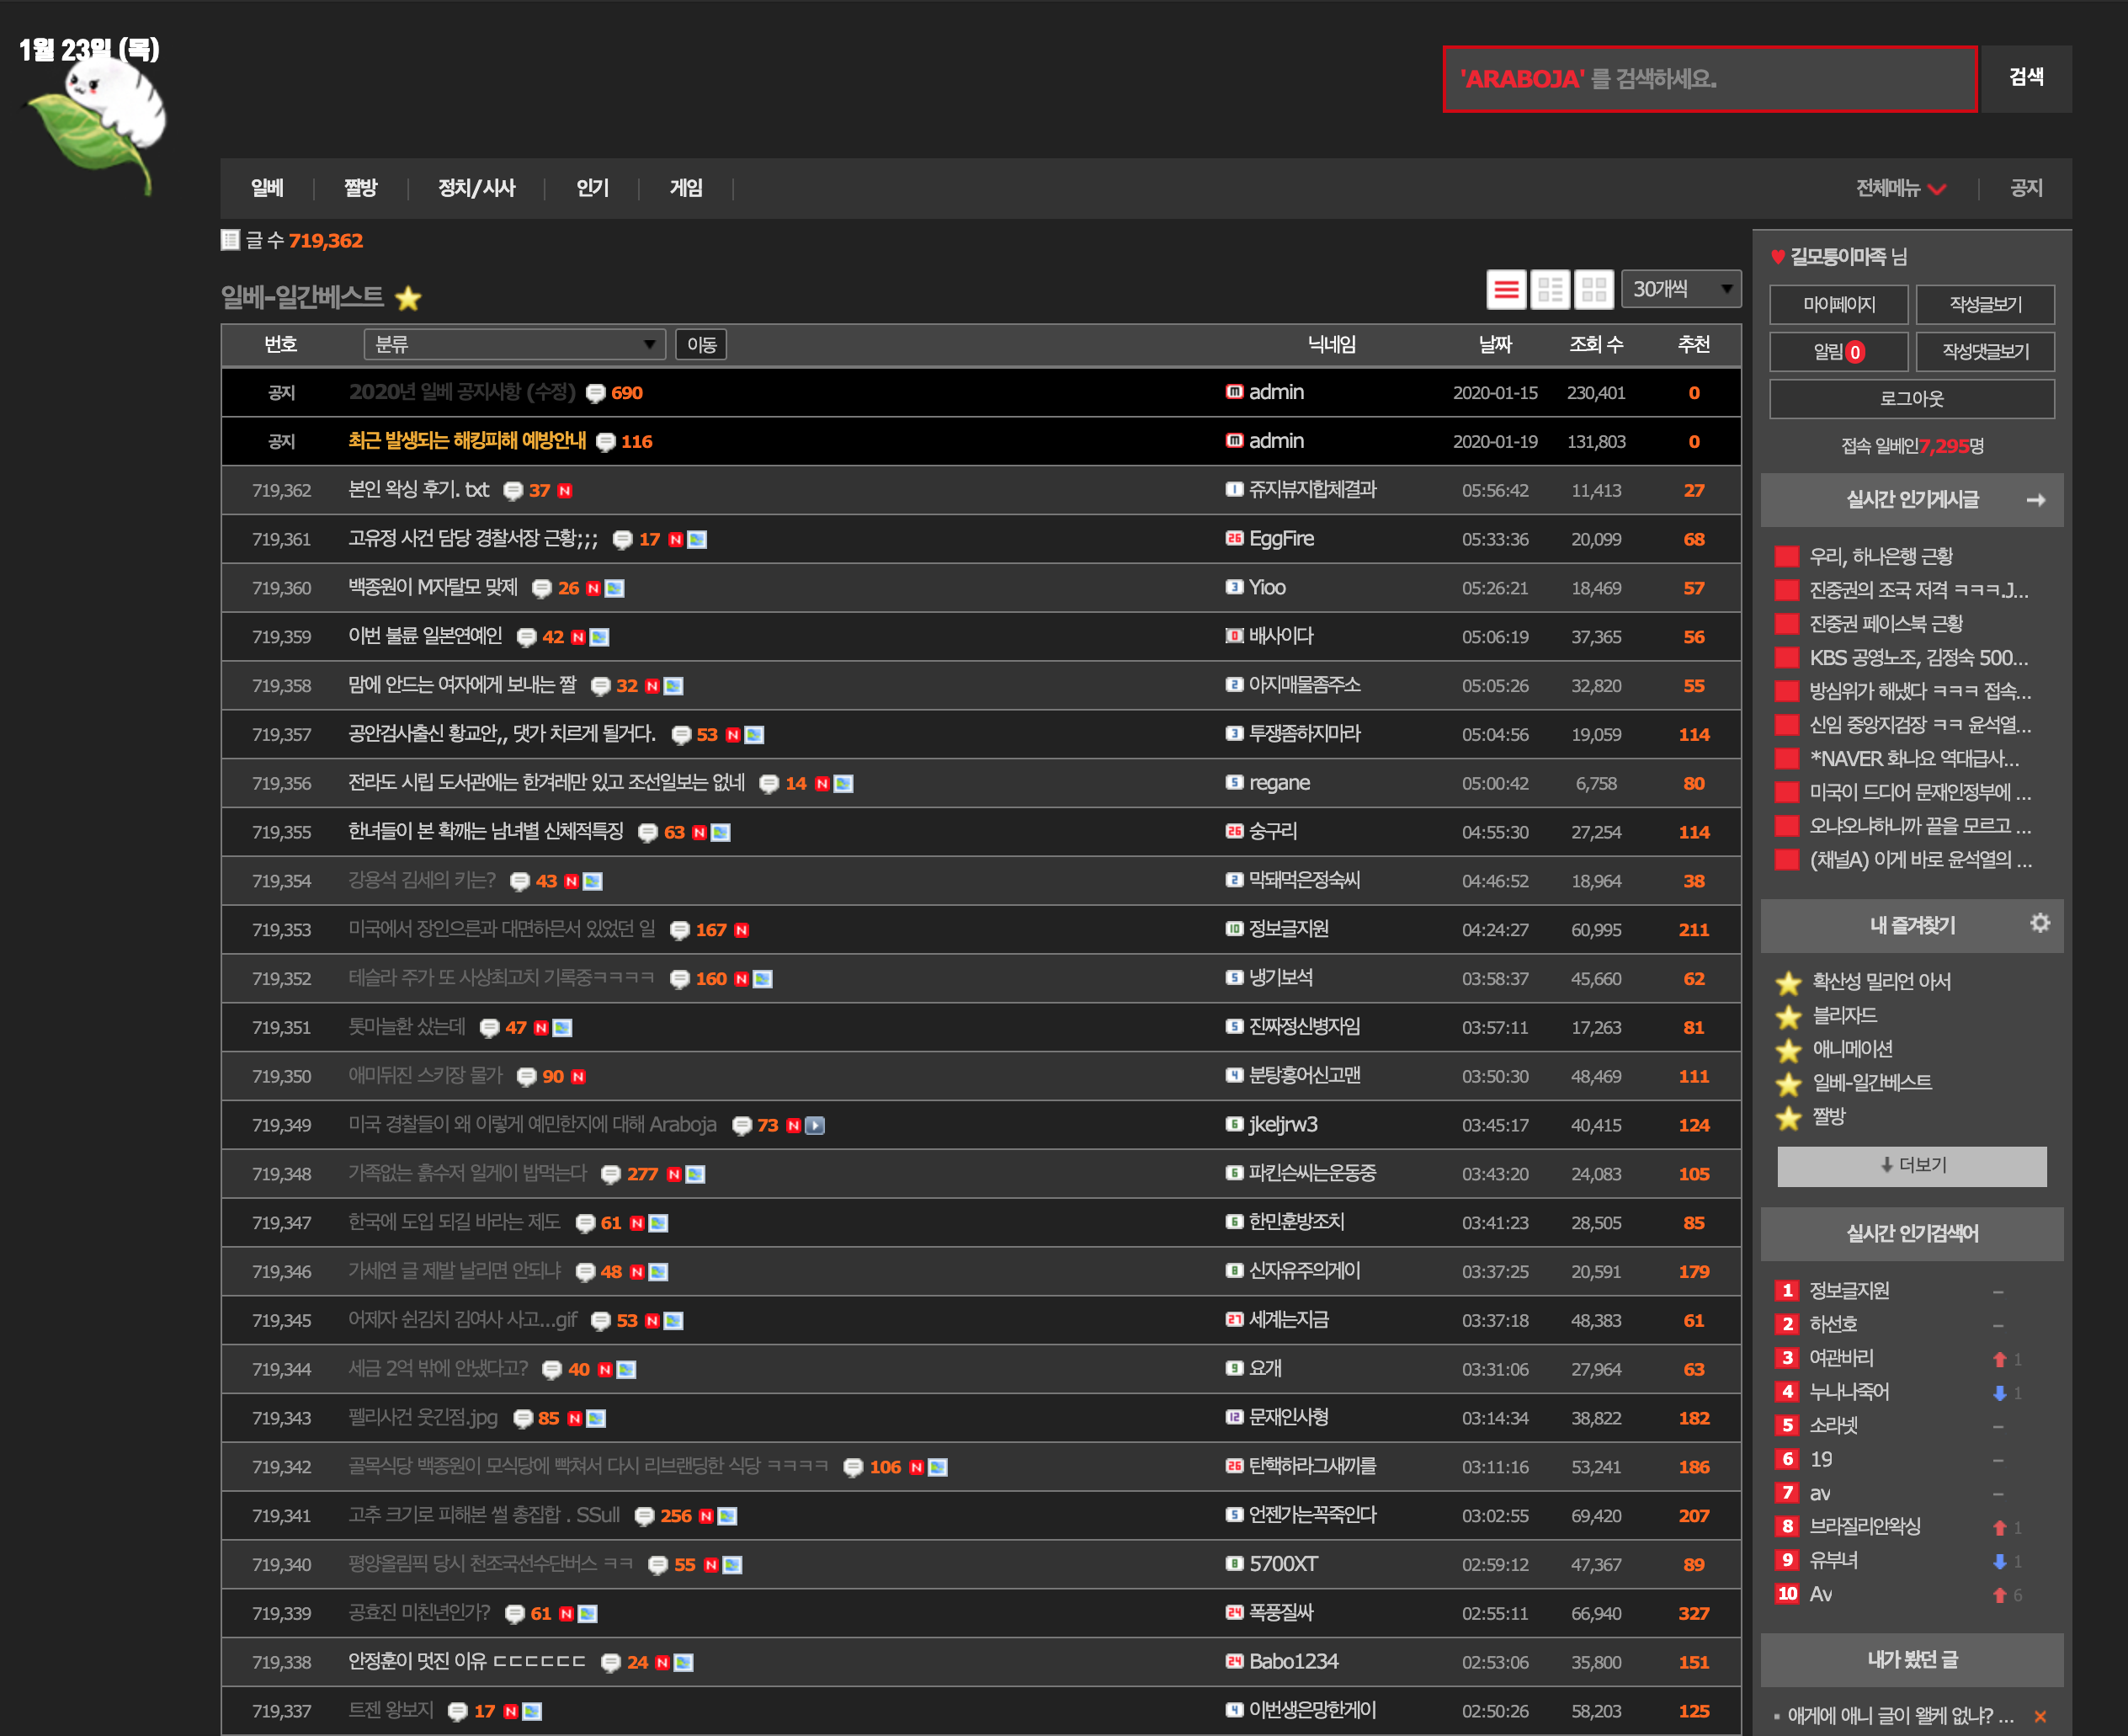 1월 23일 (목)
'ARABOJA' 를 검색하세요. 검색
일베 짤방 정치/시사 인기 게임 전체메뉴 공지
글 수 719,362
일베-일간베스트 30개씩
번호 분류 이동 닉네임 날짜 조회 수 추천
공지 2020년 일베 공지사항 (수정) 690 admin 2020-01-15 230,401 0
공지 최근 발생되는 해킹피해 예방안내 116 admin 2020-01-19 131,803 0
719,362 본인 왁싱 후기. txt 37 N 1 쥬지뷰지합체결과 05:56:42 11,413 27
719,361 고유정 사건 담당 경찰서장 근황;;; 17 N 26 EggFire 05:33:36 20,099 68
719,360 백종원이 M자탈모 맞제 26 N 3 Yioo 05:26:21 18,469 57
719,359 이번 불륜 일본연예인 42 N 0 배사이다 05:06:19 37,365 56
719,358 맘에 안드는 여자에게 보내는 짤 32 N 2 아지매물좀주소 05:05:26 32,820 55
719,357 공안검사출신 황교안,, 댓가 치르게 될거다. 53 N 3 투쟁좀하지마라 05:04:56 19,059 114
719,356 전라도 시립 도서관에는 한겨레만 있고 조선일보는 없네 14 N 5 regane 05:00:42 6,758 80
719,355 한녀들이 본 확깨는 남녀별 신체적특징 63 N 26 숭구리 04:55:30 27,254 114
719,354 강용석 김세의 키는? 43 N 2 막돼먹은정숙씨 04:46:52 18,964 38
719,353 미국에서 장인으른과 대면하믄서 있었던 일 167 N 10 정보글지원 04:24:27 60,995 211
719,352 테슬라 주가 또 사상최고치 기록중ㅋㅋㅋㅋ 160 N 5 냉기보석 03:58:37 45,660 62
719,351 톳마늘환 샀는데 47 N 5 진짜정신병자임 03:57:11 17,263 81
719,350 애미뒤진 스키장 물가 90 N 4 분탕홍어신고맨 03:50:30 48,469 111
719,349 미국 경찰들이 왜 이렇게 예민한지에 대해 Araboja 73 N 6 jkeljrw3 03:45:17 40,415 124
719,348 가족없는 흙수저 일게이 밥먹는다 277 N 6 파킨슨씨는운동중 03:43:20 24,083 105
719,347 한국에 도입 되길 바라는 제도 61 N 6 한민훈방조치 03:41:23 28,505 85
719,346 가세연 글 제발 날리면 안되냐 48 N 8 신자유주의게이 03:37:25 20,591 179
719,345 어제자 쉰김치 김여사 사고...gif 53 N 27 세계는지금 03:37:18 48,383 61
719,344 세금 2억 밖에 안냈다고? 40 N 9 요개 03:31:06 27,964 63
719,343 펠리사건 웃긴점.jpg 85 N 12 문재인사형 03:14:34 38,822 182
719,342 골목식당 백종원이 모식당에 빡쳐서 다시 리브랜딩한 식당 ㅋㅋㅋㅋ 106 N 26 탄핵하라그새끼를 03:11:16 53,241 186
719,341 고추 크기로 피해본 썰 총집합 . SSull 256 N 5 언젠가는꼭죽인다 03:02:55 69,420 207
719,340 평양올림픽 당시 천조국선수단버스 ㅋㅋ 55 N 8 5700XT 02:59:12 47,367 89
719,339 공효진 미친년인가? 61 N 24 폭풍질싸 02:55:11 66,940 327
719,338 안정훈이 멋진 이유 ㄷㄷㄷㄷㄷㄷ 24 N 24 Babo1234 02:53:06 35,800 151
719,337 트젠 왕보지 17 N 4 이번생은망한게이 02:50:26 58,203 125
길모퉁이마족 님
마이페이지 작성글보기
알림 0 작성댓글보기
로그아웃
접속 일베인7,295명
실시간 인기게시글
우리, 하나은행 근황
진중권의 조국 저격 ㅋㅋㅋ.J...
진중권 페이스북 근황
KBS 공영노조, 김정숙 500...
방심위가 해냈다 ㅋㅋㅋ 접속...
신임 중앙지검장 ㅋㅋ 윤석열...
*NAVER 화나요 역대급사...
미국이 드디어 문재인정부에 ...
오냐오냐하니까 끝을 모르고 ...
(채널A) 이게 바로 윤석열의 ...
내 즐겨찾기
확산성 밀리언 아서
블리자드
애니메이션
일베-일간베스트
짤방
더보기
실시간 인기검색어
1 정보글지원 –
2 하선호 –
3 여관바리 1
4 누나나죽어 1
5 소라넷 –
6 19 –
7 av –
8 브라질리안왁싱 1
9 유부녀 1
10 Av 6
내가 봤던 글
애게에 애니 글이 왤케 없냐? ...